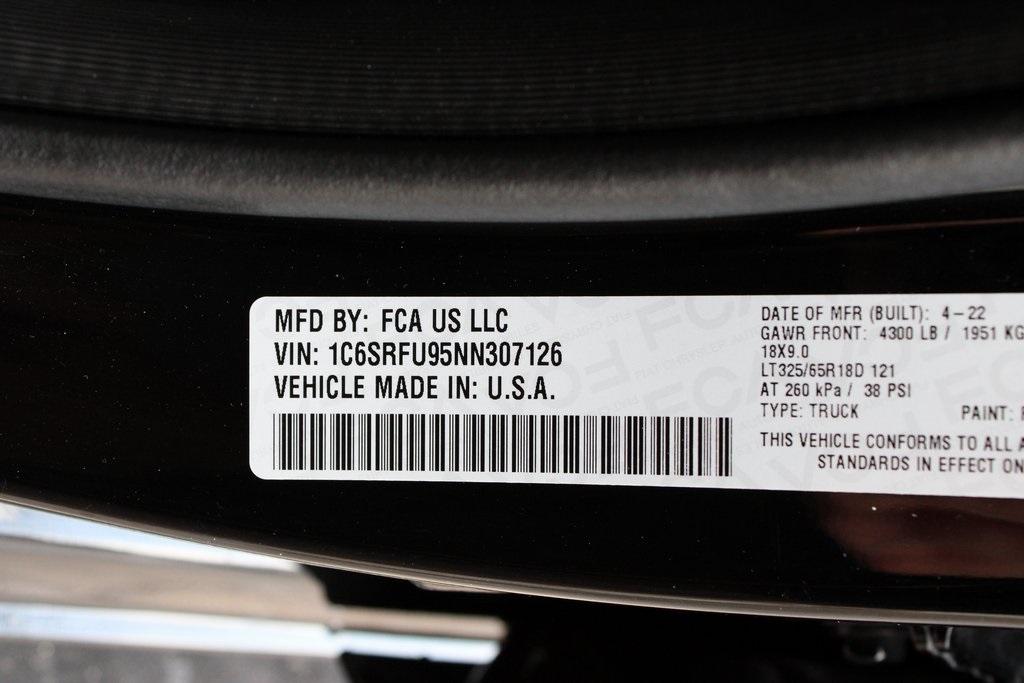 MFD BY: FCA US LLC
VIN: 1C6SRFU95NN307126
VEHICLE MADE IN: U.S.A.
DATE OF MFR (BUILT): 4-22
GAWR FRONT: 4300 LB / 1951 KG
18X9.0
LT325/65R18D 121
AT 260 kPa / 38 PSI
TYPE: TRUCK PAINT:
THIS VEHICLE CONFORMS TO ALL
STANDARDS IN EFFECT ON